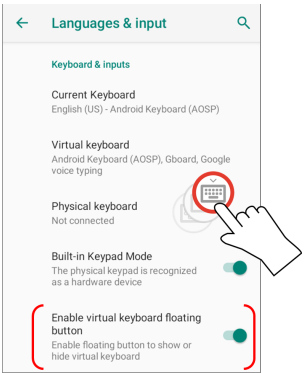 Languages & input
Keyboard & inputs
Current Keyboard
English (US) - Android Keyboard (AOSP)
Virtual keyboard
Android Keyboard (AOSP), Gboard, Google
voice typing
Physical keyboard
Not connected
Built-in Keypad Mode
The physical keypad is recognized
as a hardware device
Enable virtual keyboard floating
button
Enable floating button to show or
hide virtual keyboard